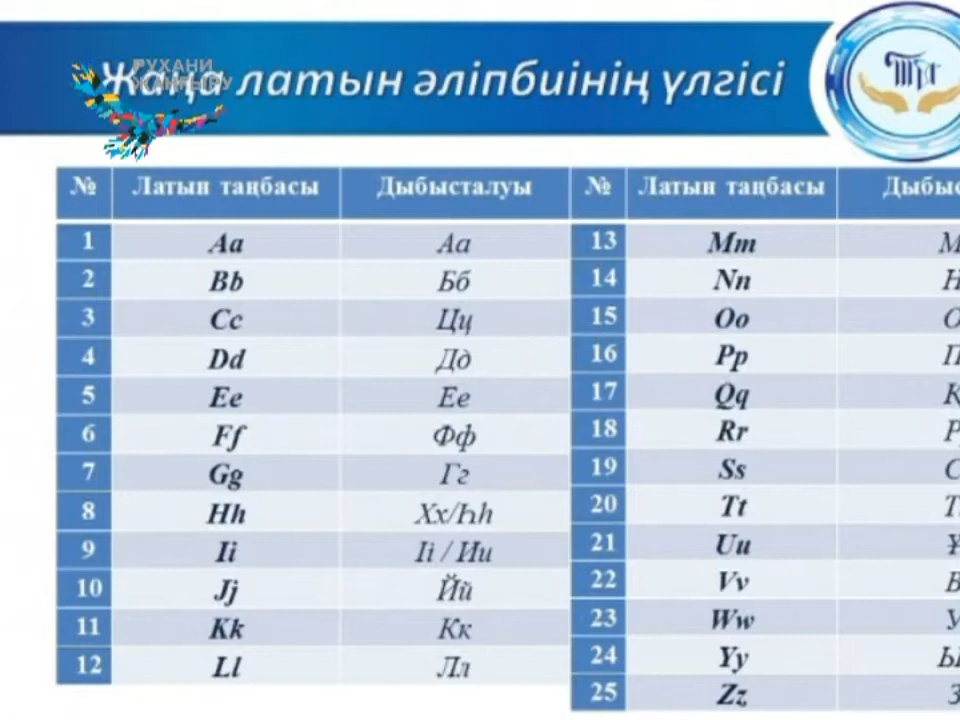 РУХАНИ
ЖАҢҒЫРУ
Жаңа латын әліпбиінің үлгісі
№ Латын таңбасы Дыбысталуы № Латын таңбасы Дыбыс
1 Aa Аа 13 Mm М
2 Bb Бб 14 Nn Н
3 Cc Цц 15 Oo О
4 Dd Дд 16 Pp П
5 Ee Ее 17 Qq Қ
6 Ff Фф 18 Rr Р
7 Gg Гг 19 Ss С
8 Hh Хх/Һһ 20 Tt Т
9 Ii Іі / Ии 21 Uu Ұ
10 Jj Йй 22 Vv В
11 Kk Кк 23 Ww У
12 Ll Лл 24 Yy Ы
25 Zz З